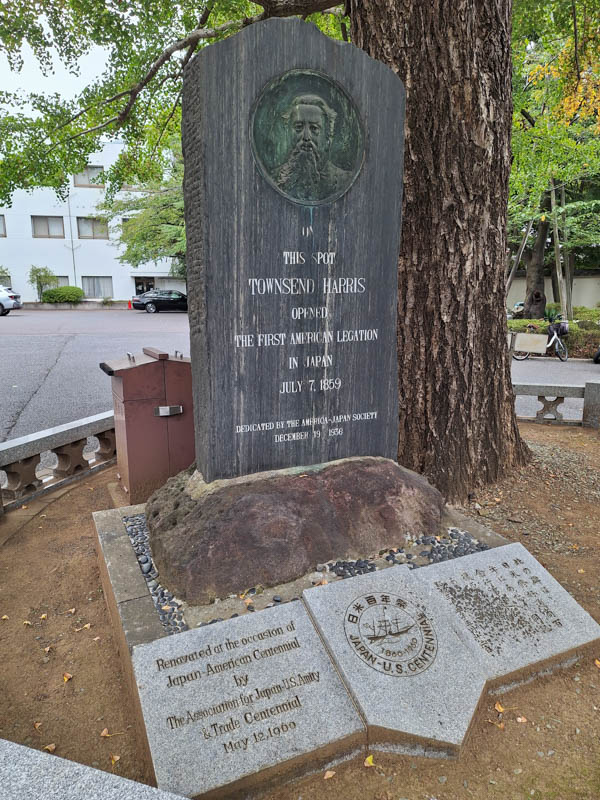 ON
THIS SPOT
TOWNSEND HARRIS
OPENED
THE FIRST AMERICAN LEGATION
IN JAPAN
JULY 7, 1859
DEDICATED BY THE AMERICA-JAPAN SOCIETY
DECEMBER 19 1936
Renovated at the occasion of
Japan-American Centennial
by
The Association for Japan-U.S. Amity
& Trade Centennial
May 12, 1960
日米百年祭
1860-1960
JAPAN-U.S. CENTENNIAL